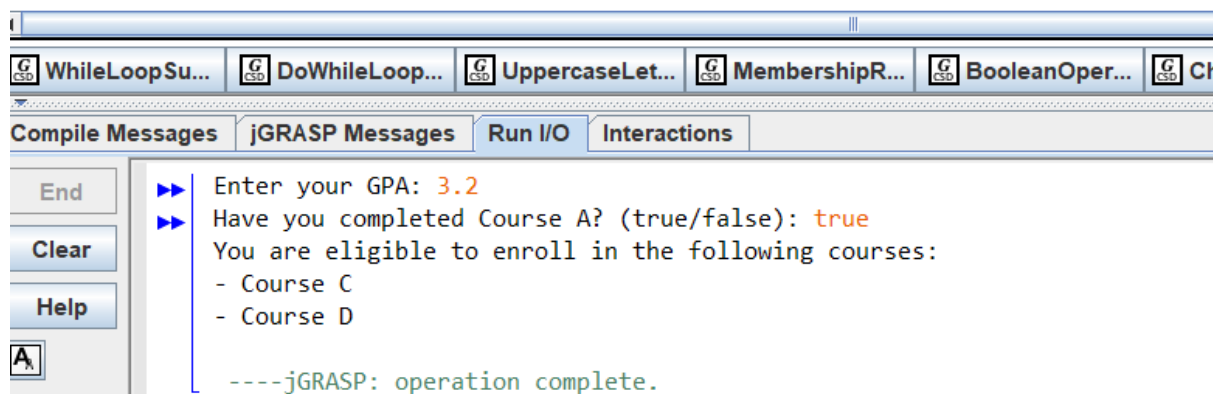 WhileLoopSu... DoWhileLoop... UppercaseLet... MembershipR... BooleanOper...
Compile Messages jGRASP Messages Run I/O Interactions
End
Clear
Help
A
Enter your GPA: 3.2
Have you completed Course A? (true/false): true
You are eligible to enroll in the following courses:
- Course C
- Course D
----jGRASP: operation complete.